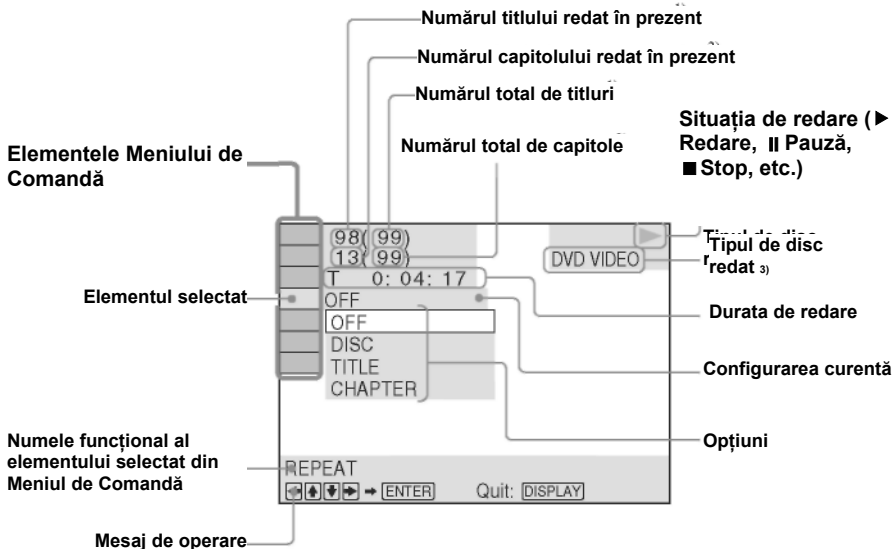 Numărul titlului redat în prezent
Numărul capitolului redat în prezent
Numărul total de titluri
Numărul total de capitole
Situația de redare (▶
Redare, ⏸ Pauză,
■ Stop, etc.)
Elementele Meniului de
Comandă
98( 99)
13( 99)
T 0: 04: 17
OFF
OFF
DISC
TITLE
CHAPTER
DVD VIDEO
Tipul de disc
redat 3)
Elementul selectat
Durata de redare
Configurarea curentă
Opțiuni
Numele funcțional al
elementului selectat din
Meniul de Comandă
REPEAT
←↑↓→ → ENTER Quit: DISPLAY
Mesaj de operare